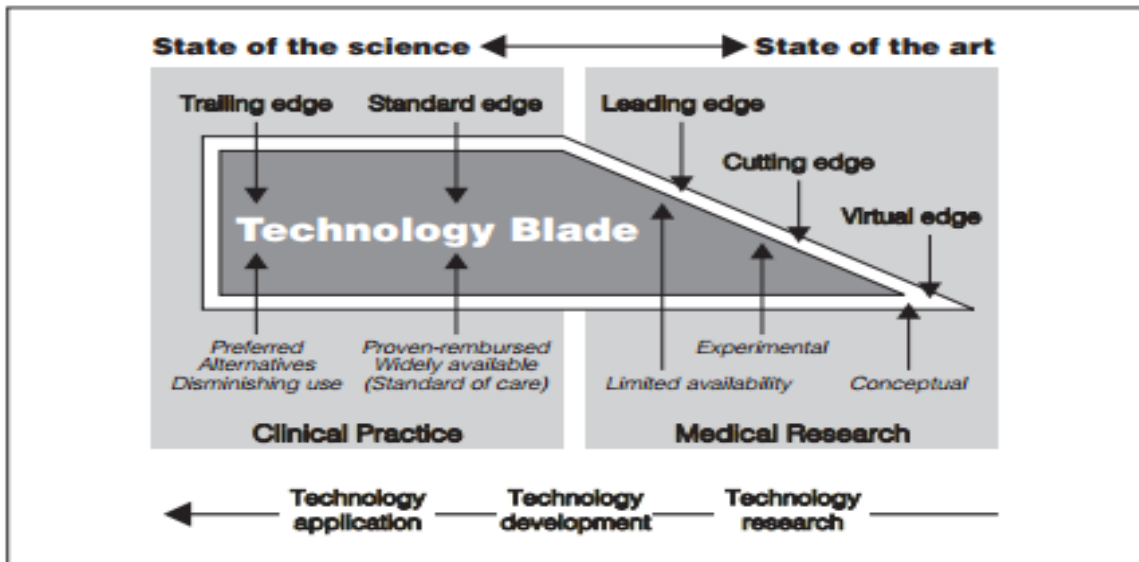 State of the science
State of the art
Trailing edge
Standard edge
Leading edge
Cutting edge
Virtual edge
Technology Blade
Preferred
Alternatives
Disminishing use
Proven-rembursed
Widely available
(Standard of care)
Limited availability
Experimental
Conceptual
Clinical Practice
Medical Research
Technology
application
Technology
development
Technology
research